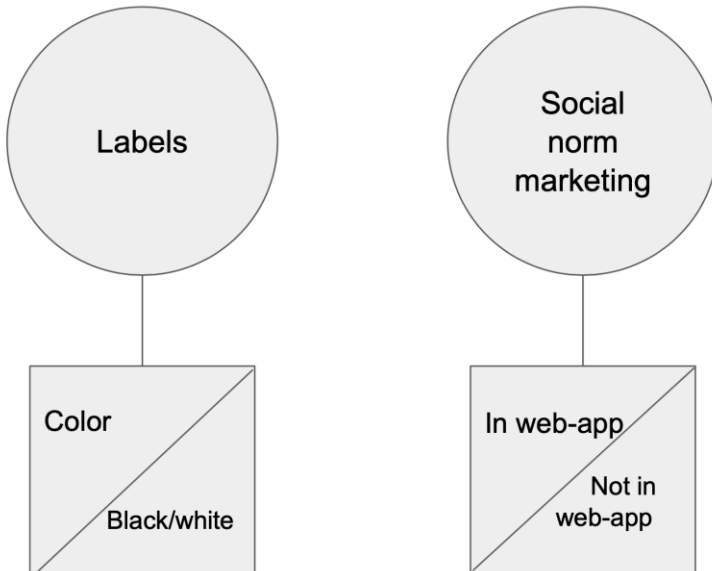 Labels
Social
norm
marketing
Color
Black/white
In web-app
Not in
web-app